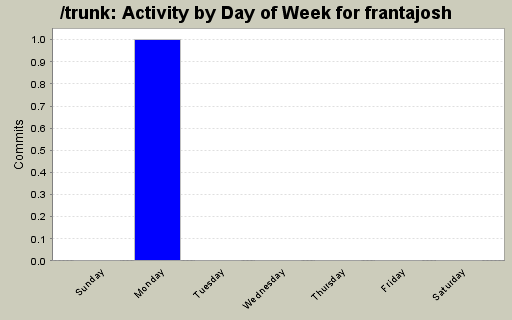 /trunk: Activity by Day of Week for frantajosh
Commits
1.0
0.9
0.8
0.7
0.6
0.5
0.4
0.3
0.2
0.1
0.0
Sunday
Monday
Tuesday
Wednesday
Thursday
Friday
Saturday